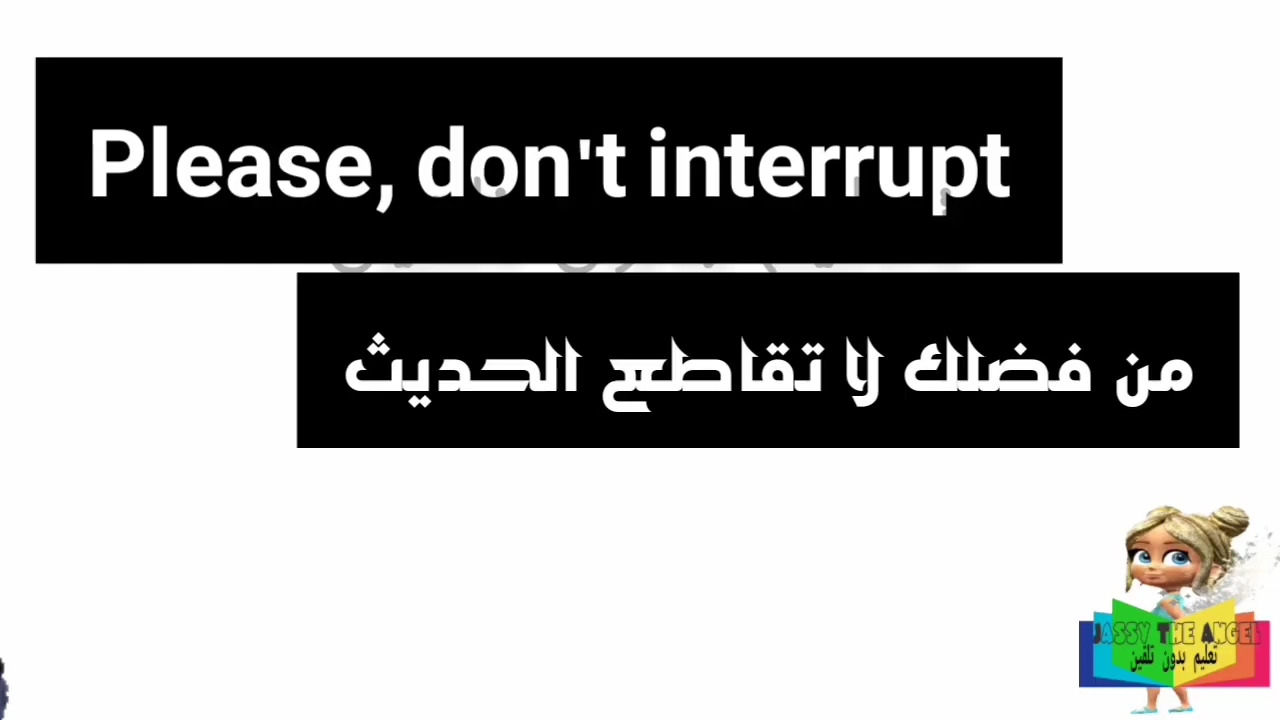 Please, don't interrupt
من فضلك لا تقاطع الحديث
JASSY THE ANGEL
تعليم بدون تلقين